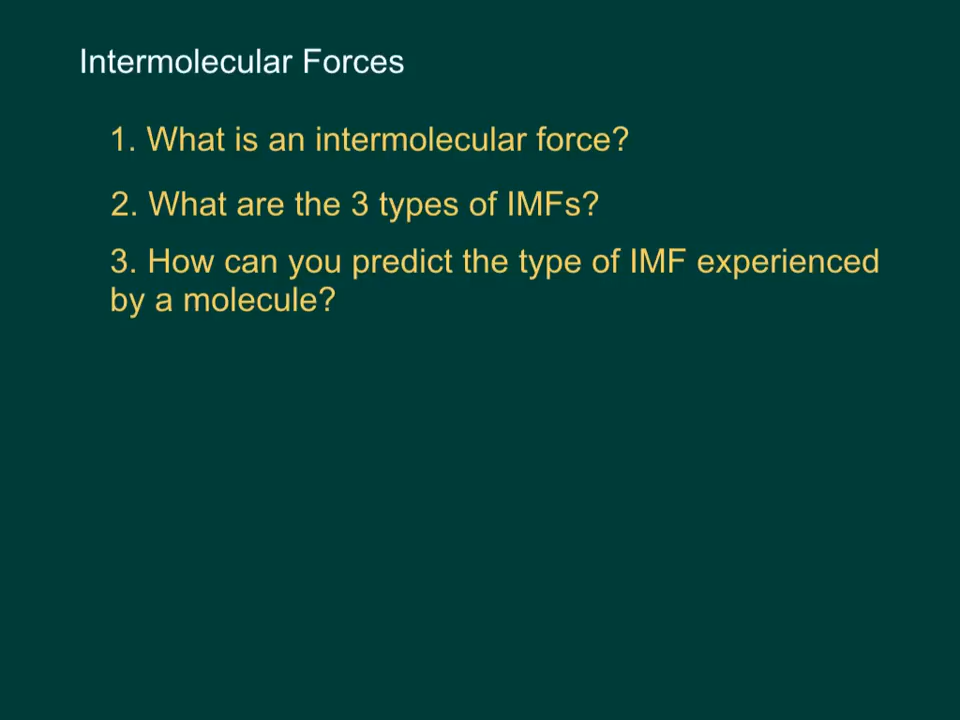 Intermolecular Forces
1. What is an intermolecular force?
2. What are the 3 types of IMFs?
3. How can you predict the type of IMF experienced
by a molecule?